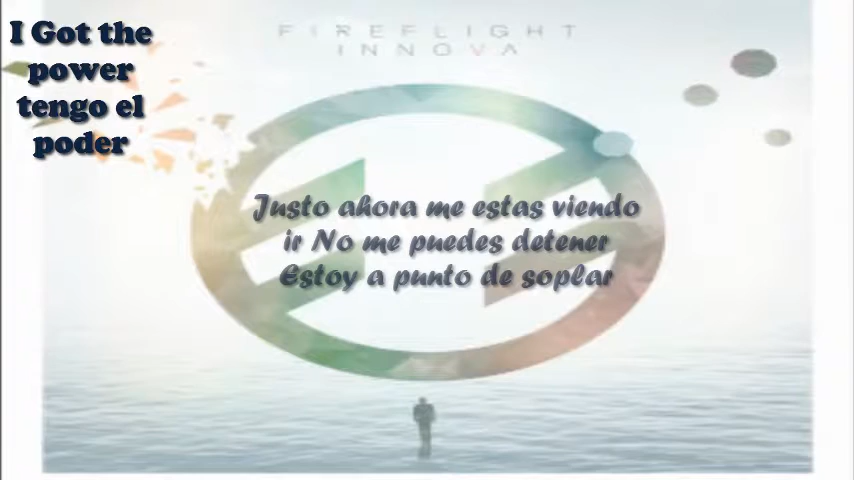 I Got the
power
tengo el
poder
FIREFLIGHT
INNOVA
Justo ahora me estas viendo
ir No me puedes detener
Estoy a punto de soplar